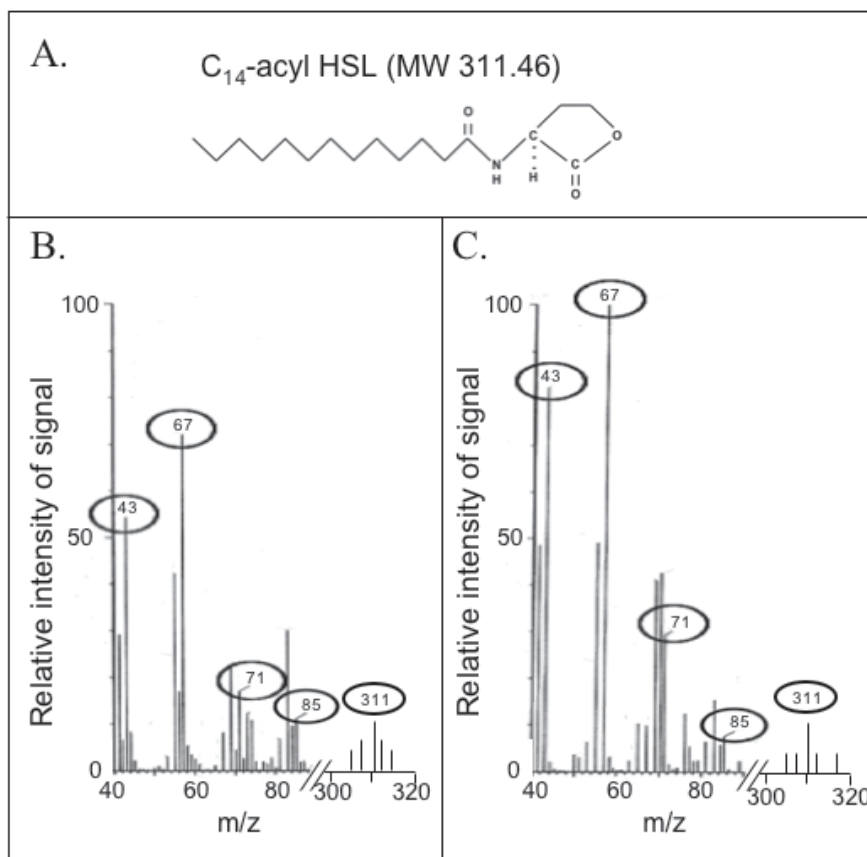 A.
C₁₄-acyl HSL (MW 311.46)
O
C
O
N
H
H
C
O
B.
Relative intensity of signal
100
50
0
67
43
71
85
311
40
60
80
300
320
m/z
C.
Relative intensity of signal
100
50
0
67
43
71
85
311
40
60
80
300
320
m/z